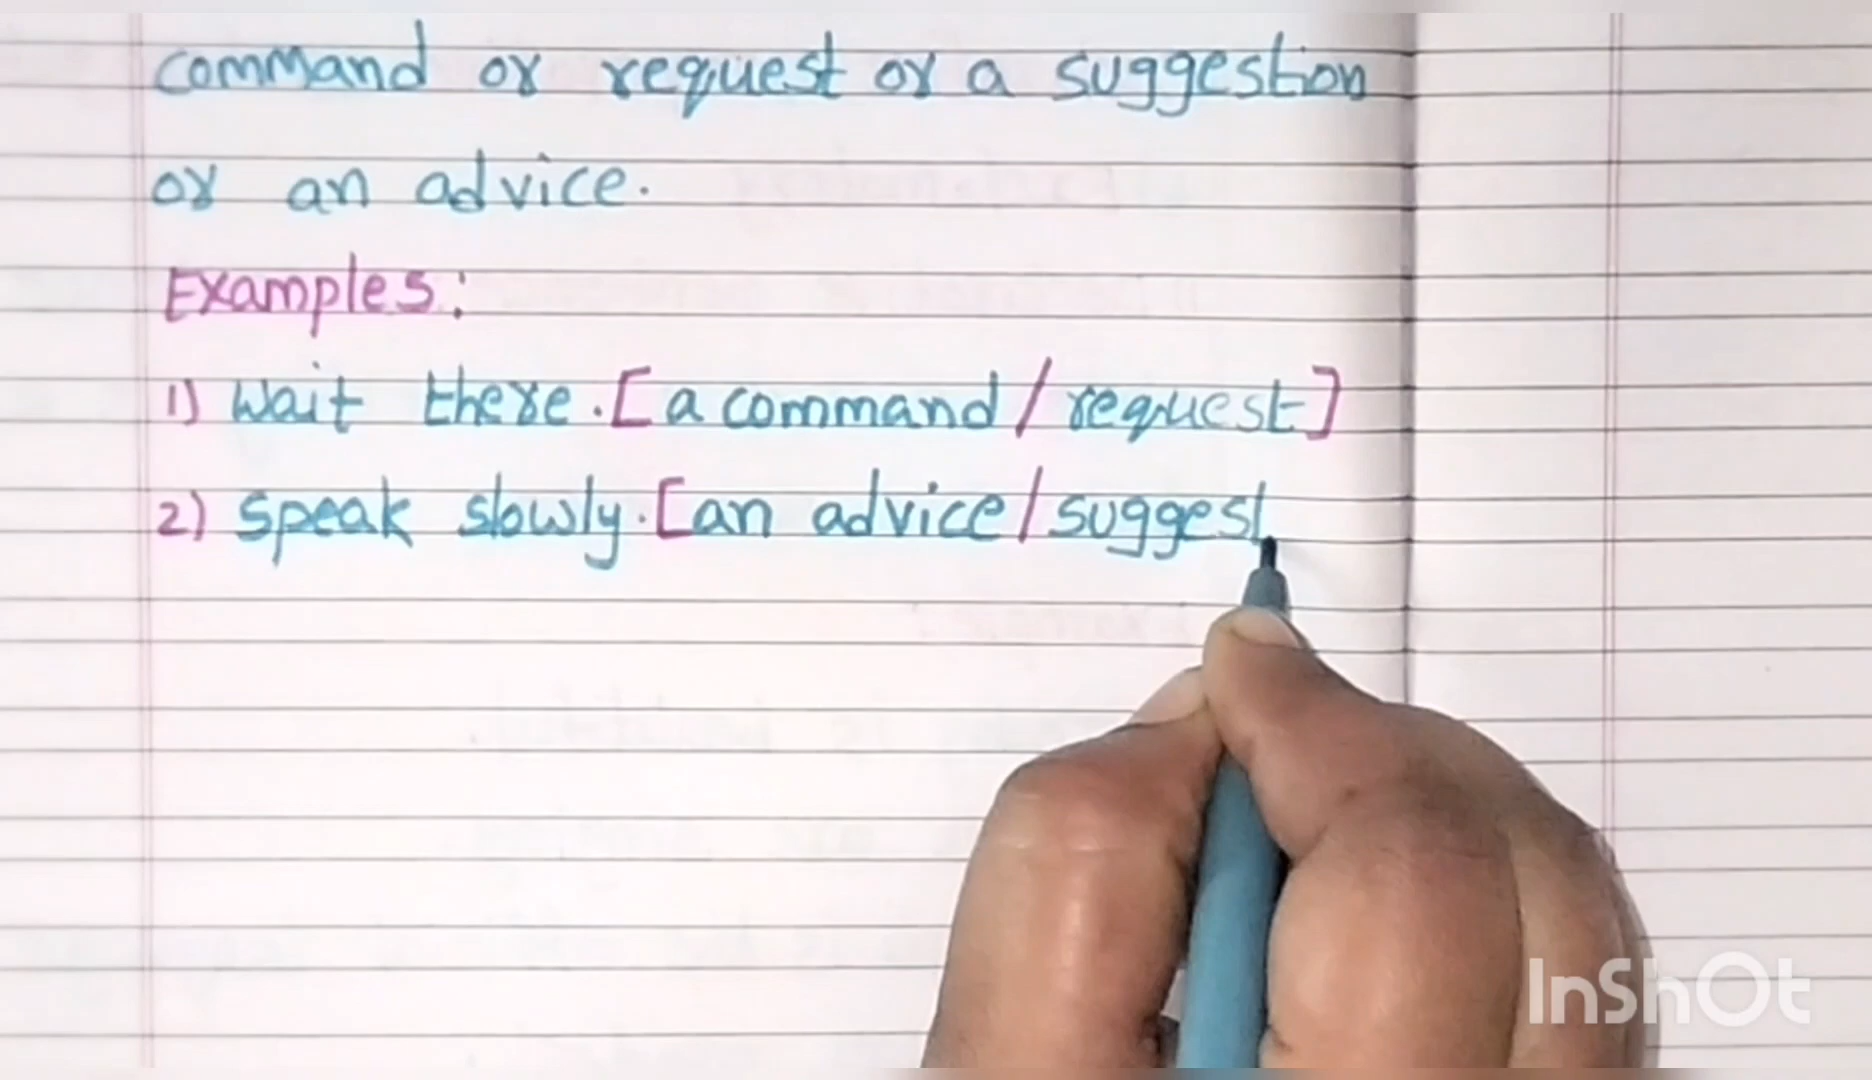 command or request or a suggestion
or an advice.
Examples:
1) Wait there. [a command/request]
2) Speak slowly. [an advice/suggest
InShOt